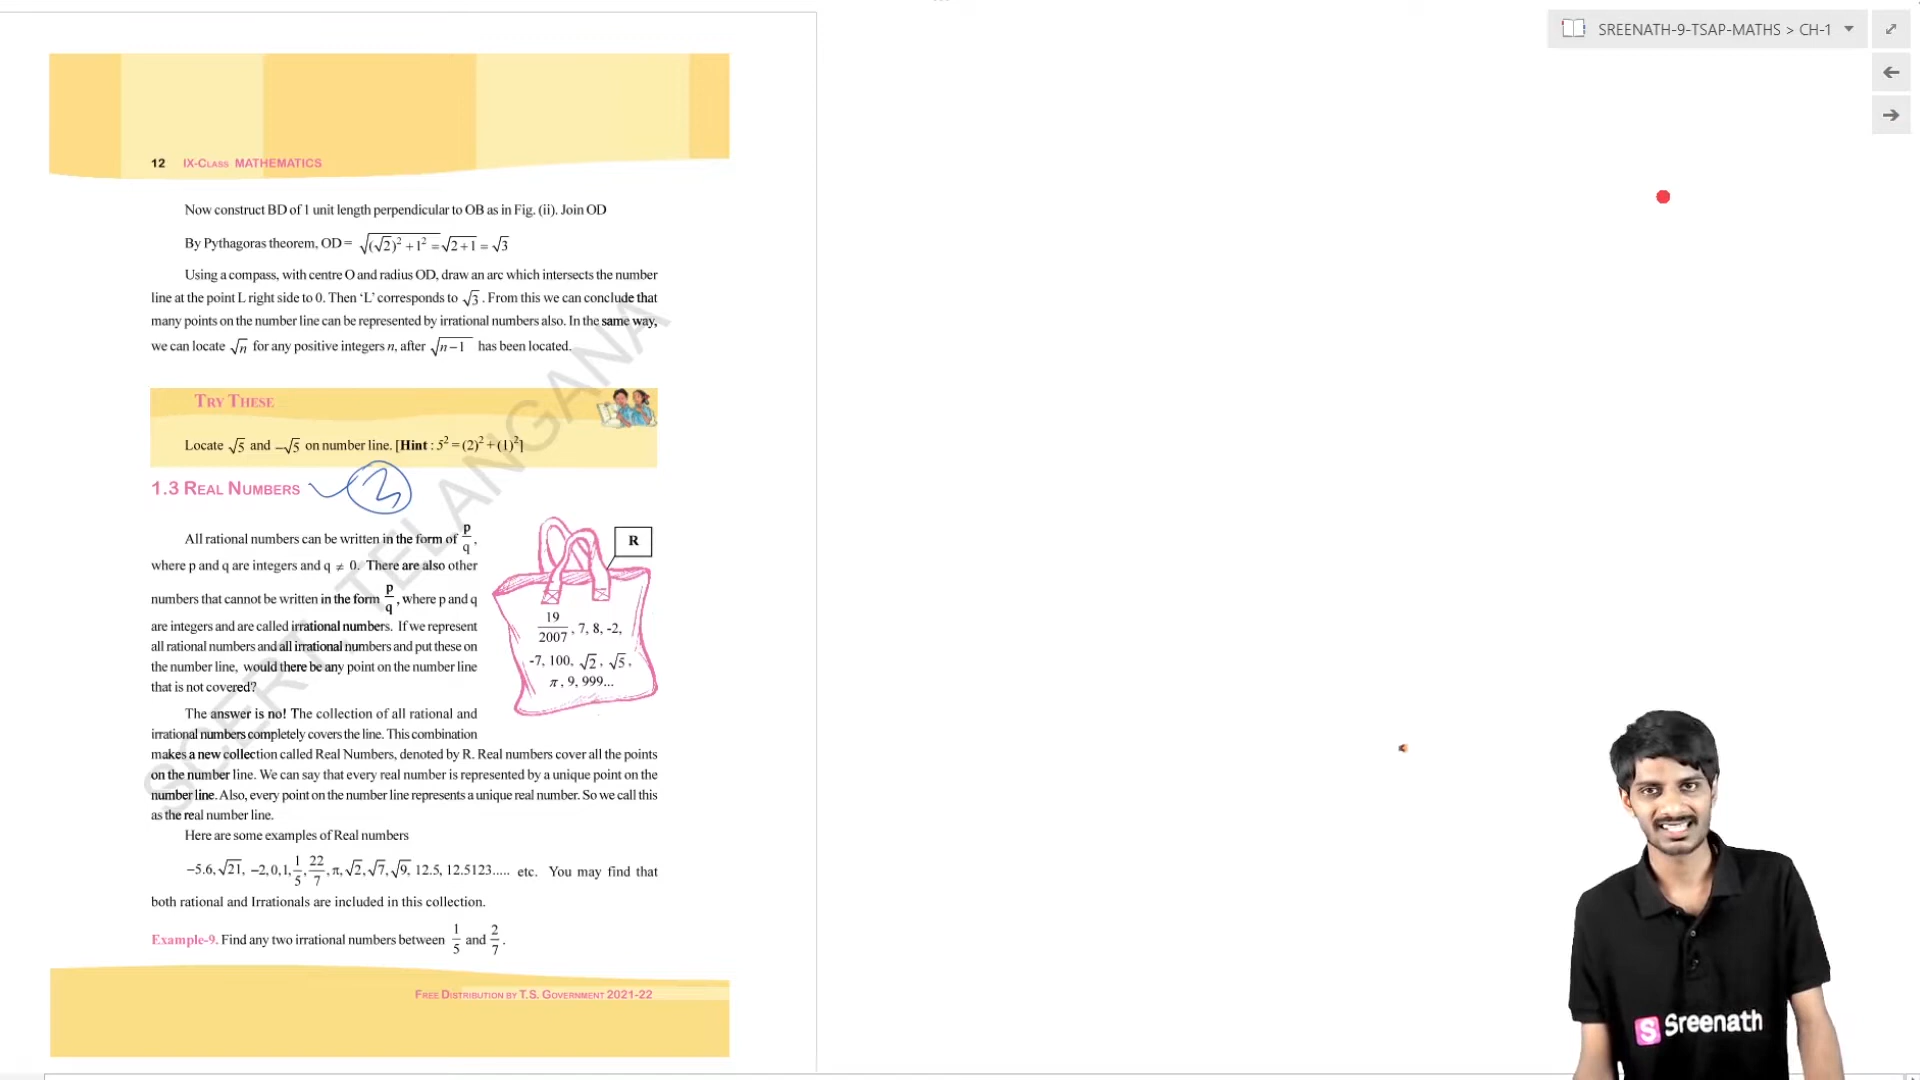 SREENATH-9-TSAP-MATHS > CH-1
12 IX-CLASS MATHEMATICS
Now construct BD of 1 unit length perpendicular to OB as in Fig. (ii). Join OD
By Pythagoras theorem, OD = √((√2)² + 1²) = √(2+1) = √3
Using a compass, with centre O and radius OD, draw an arc which intersects the number
line at the point L right side to 0. Then ‘L’ corresponds to √3 . From this we can conclude that
many points on the number line can be represented by irrational numbers also. In the same way,
we can locate √n for any positive integers n, after √(n−1) has been located.
TRY THESE
Locate √5 and −√5 on number line. [Hint : 5² = (2)² + (1)²]
1.3 REAL NUMBERS
All rational numbers can be written in the form of p/q,
where p and q are integers and q ≠ 0. There are also other
numbers that cannot be written in the form p/q, where p and q
are integers and are called irrational numbers. If we represent
all rational numbers and all irrational numbers and put these on
the number line, would there be any point on the number line
that is not covered?
R
19/2007, 7, 8, -2,
-7, 100, √2, √5,
π, 9, 999...
The answer is no! The collection of all rational and
irrational numbers completely covers the line. This combination
makes a new collection called Real Numbers, denoted by R. Real numbers cover all the points
on the number line. We can say that every real number is represented by a unique point on the
number line. Also, every point on the number line represents a unique real number. So we call this
as the real number line.
Here are some examples of Real numbers
−5.6, √21, −2, 0, 1, 1/5, 22/7, π, √2, √7, √9, 12.5, 12.5123..... etc. You may find that
both rational and Irrationals are included in this collection.
Example-9. Find any two irrational numbers between 1/5 and 2/7.
FREE DISTRIBUTION BY T.S. GOVERNMENT 2021-22
SCERT, TELANGANA
S Sreenath